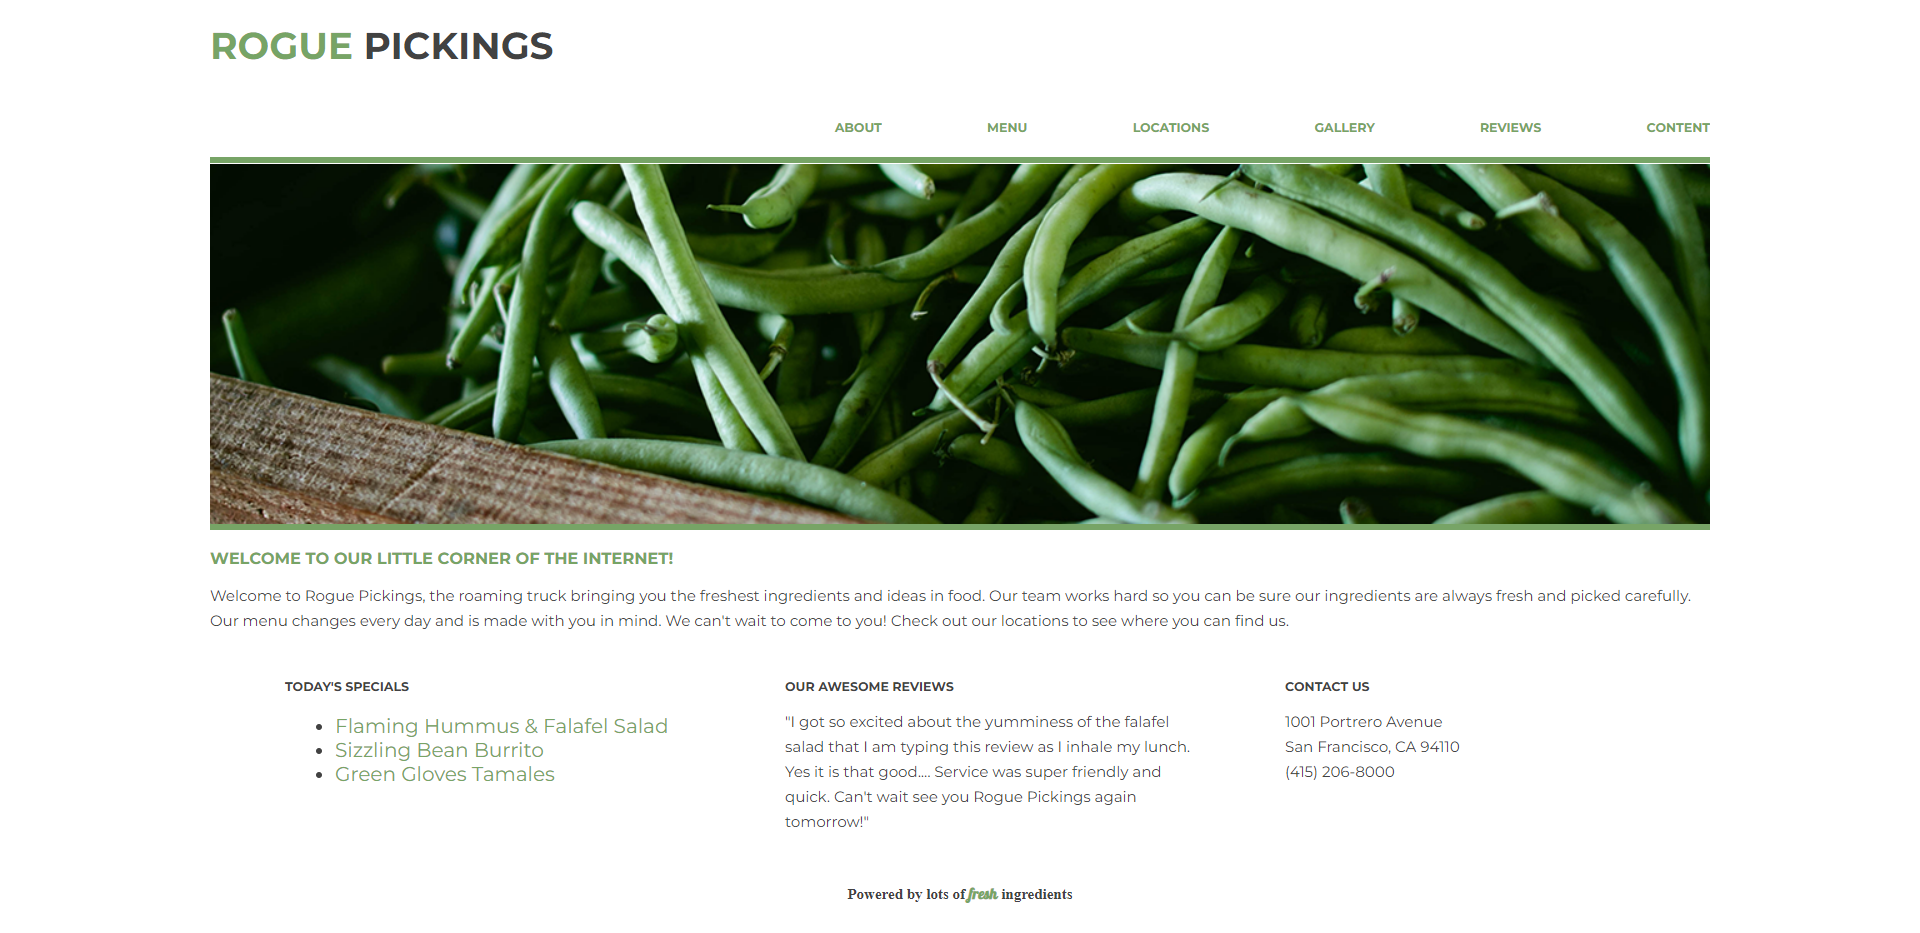 ROGUE PICKINGS
ABOUT MENU LOCATIONS GALLERY REVIEWS CONTENT
WELCOME TO OUR LITTLE CORNER OF THE INTERNET!
Welcome to Rogue Pickings, the roaming truck bringing you the freshest ingredients and ideas in food. Our team works hard so you can be sure our ingredients are always fresh and picked carefully.
Our menu changes every day and is made with you in mind. We can't wait to come to you! Check out our locations to see where you can find us.
TODAY'S SPECIALS
Flaming Hummus & Falafel Salad
Sizzling Bean Burrito
Green Gloves Tamales
OUR AWESOME REVIEWS
"I got so excited about the yumminess of the falafel
salad that I am typing this review as I inhale my lunch.
Yes it is that good.... Service was super friendly and
quick. Can't wait see you Rogue Pickings again
tomorrow!"
CONTACT US
1001 Portrero Avenue
San Francisco, CA 94110
(415) 206-8000
Powered by lots of fresh ingredients